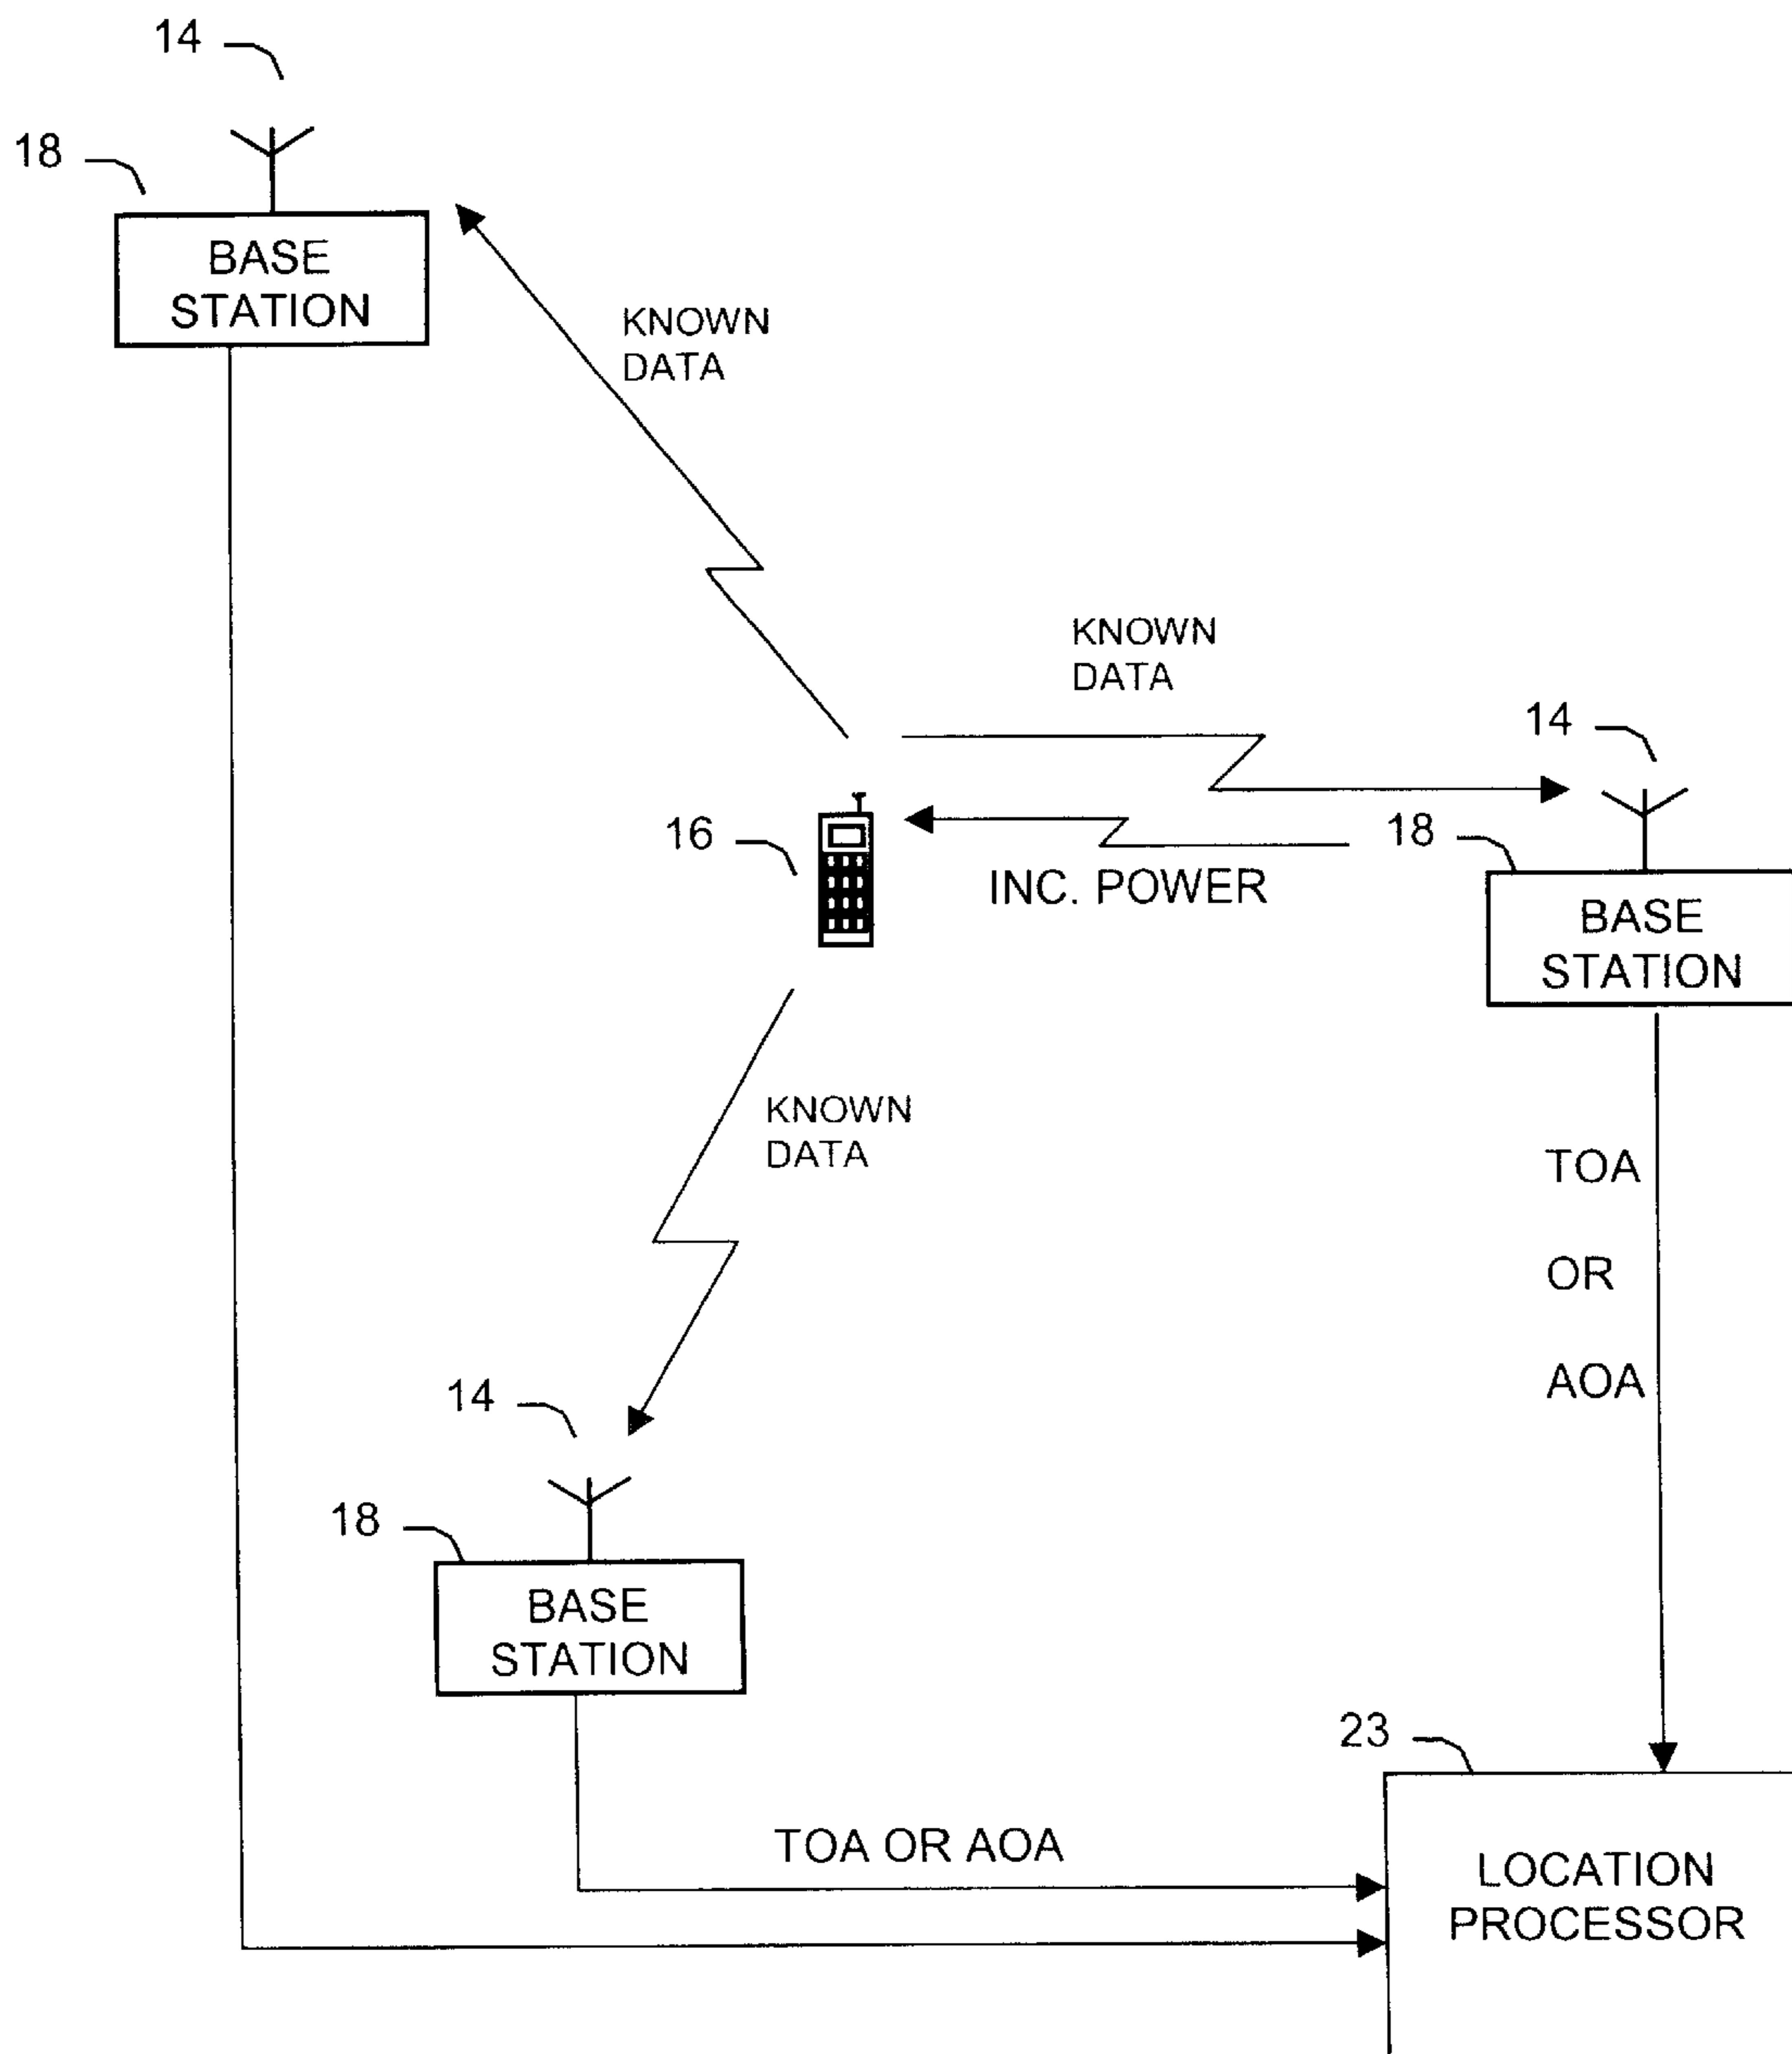 14
18
BASE
STATION
KNOWN
DATA
KNOWN
DATA
14
16
18
INC. POWER
BASE
STATION
KNOWN
DATA
TOA
OR
AOA
14
18
BASE
STATION
23
TOA OR AOA
LOCATION
PROCESSOR